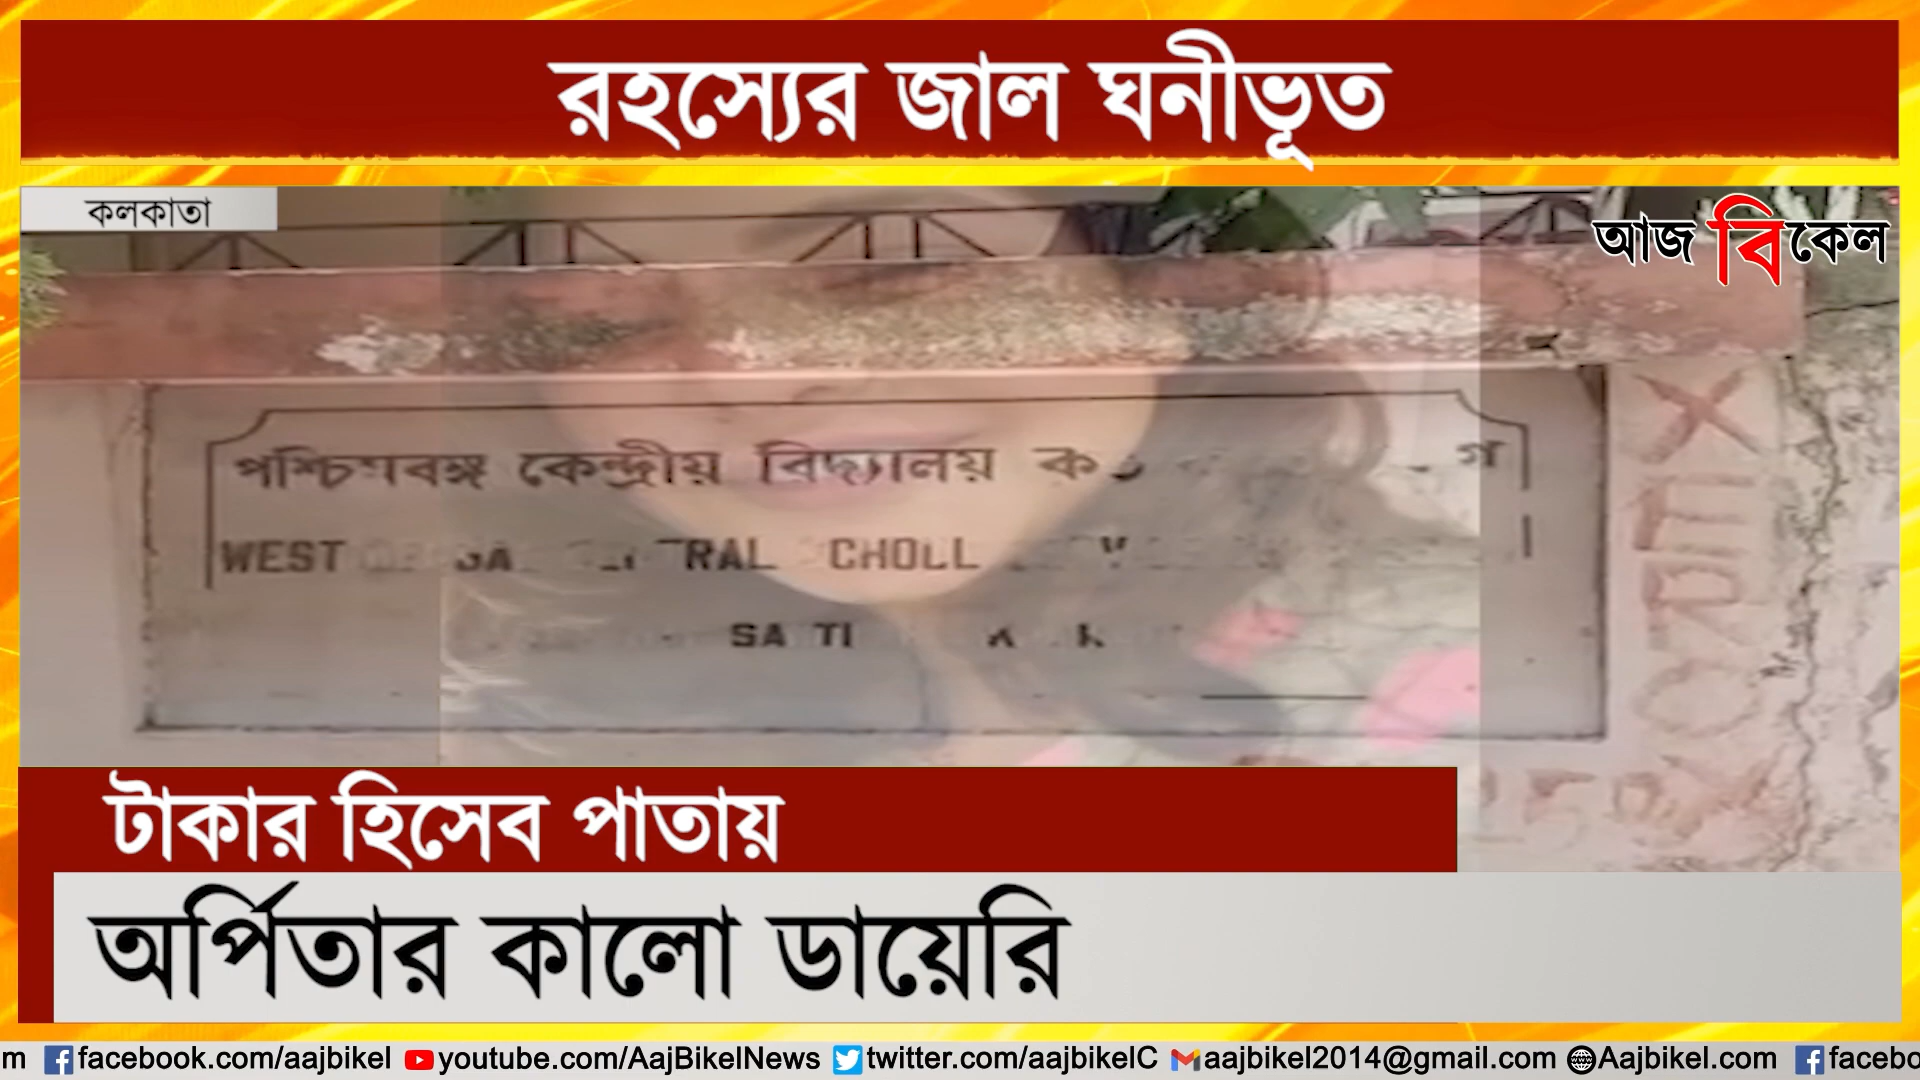 রহস্যের জাল ঘনীভূত
কলকাতা
আজ বিকেল
পশ্চিমবঙ্গ কেন্দ্রীয় বিদ্যালয়
WEST RAL CHOLL
টাকার হিসেব পাতায়
অর্পিতার কালো ডায়েরি
facebook.com/aajbikel youtube.com/AajBikelNews twitter.com/aajbikelC aajbikel2014@gmail.com Aajbikel.com